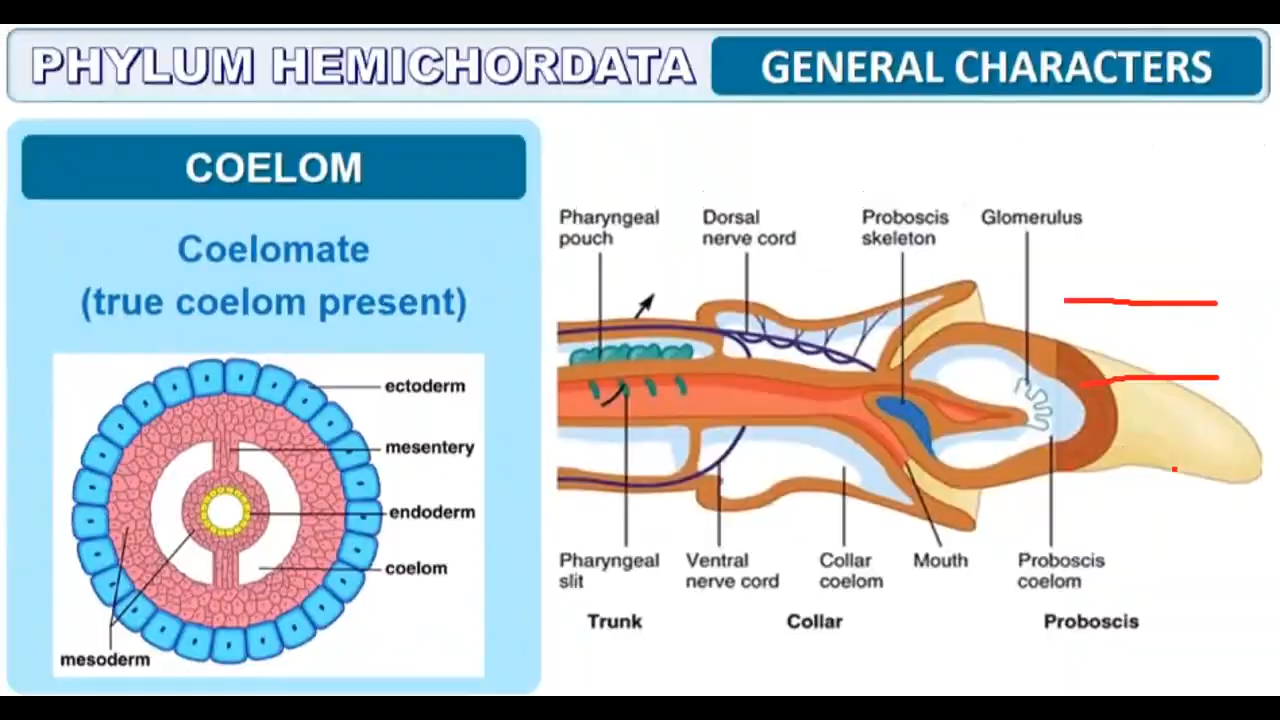 PHYLUM HEMICHORDATA
GENERAL CHARACTERS
COELOM
Coelomate
(true coelom present)
ectoderm
mesentery
endoderm
coelom
mesoderm
Pharyngeal
pouch
Dorsal
nerve cord
Proboscis
skeleton
Glomerulus
Pharyngeal
slit
Ventral
nerve cord
Collar
coelom
Mouth
Proboscis
coelom
Trunk
Collar
Proboscis